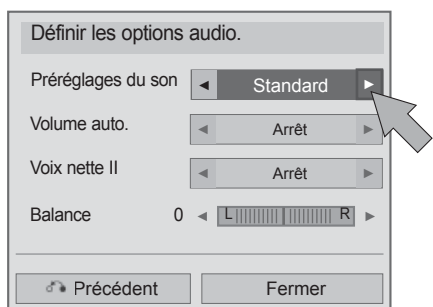 Définir les options audio.
Préréglages du son ◄ Standard ►
Volume auto. ◄ Arrêt ►
Voix nette II ◄ Arrêt ►
Balance 0 ◄ L R ►
Précédent Fermer